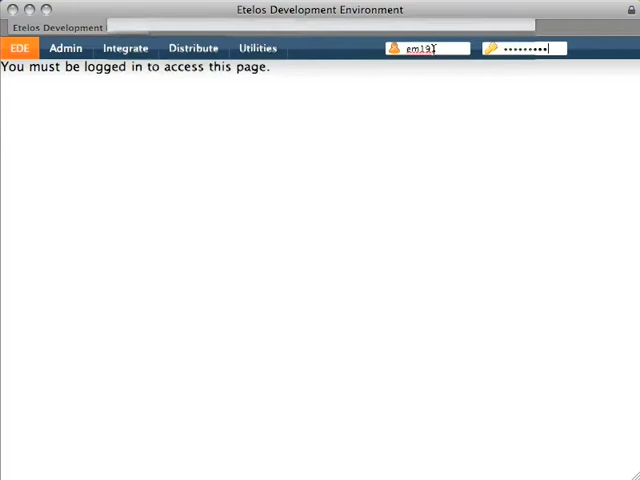 Etelos Development Environment
Etelos Development
EDE Admin Integrate Distribute Utilities
You must be logged in to access this page.